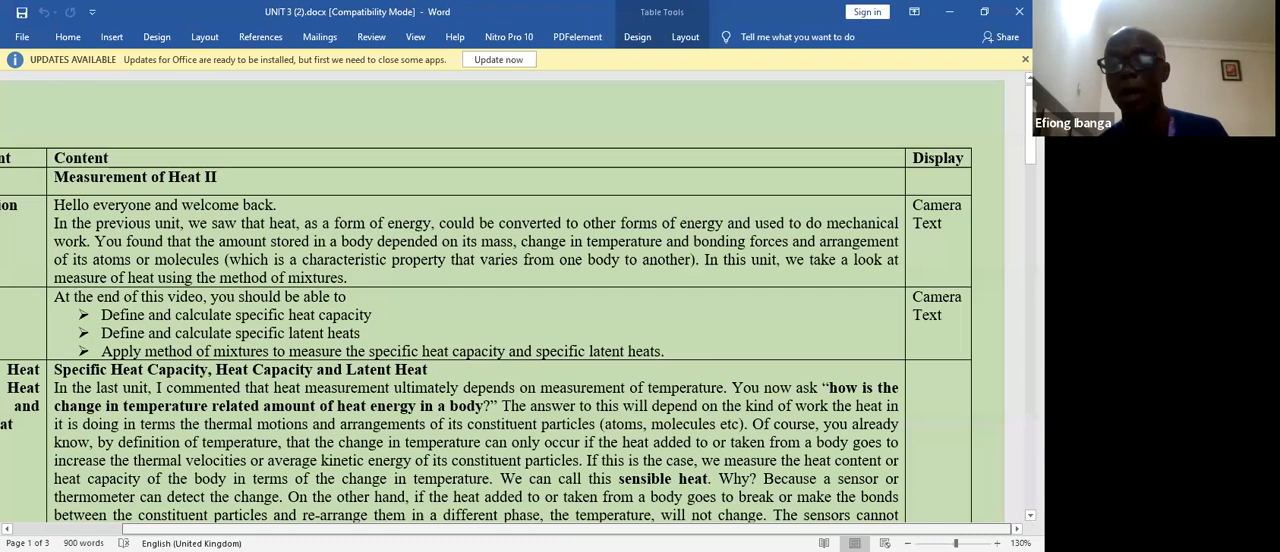 UNIT 3 (2).docx [Compatibility Mode] - Word
Table Tools
Sign in
File Home Insert Design Layout References Mailings Review View Help Nitro Pro 10 PDFelement Design Layout Tell me what you want to do Share
UPDATES AVAILABLE Updates for Office are ready to be installed, but first we need to close some apps. Update now
Efiong Ibanga
nt Content Display
Measurement of Heat II
ion Hello everyone and welcome back. Camera
In the previous unit, we saw that heat, as a form of energy, could be converted to other forms of energy and used to do mechanical Text
work. You found that the amount stored in a body depended on its mass, change in temperature and bonding forces and arrangement
of its atoms or molecules (which is a characteristic property that varies from one body to another). In this unit, we take a look at
measure of heat using the method of mixtures.
At the end of this video, you should be able to Camera
➢ Define and calculate specific heat capacity Text
➢ Define and calculate specific latent heats
➢ Apply method of mixtures to measure the specific heat capacity and specific latent heats.
Heat Specific Heat Capacity, Heat Capacity and Latent Heat
Heat In the last unit, I commented that heat measurement ultimately depends on measurement of temperature. You now ask “how is the
and change in temperature related amount of heat energy in a body?” The answer to this will depend on the kind of work the heat in
at it is doing in terms the thermal motions and arrangements of its constituent particles (atoms, molecules etc). Of course, you already
know, by definition of temperature, that the change in temperature can only occur if the heat added to or taken from a body goes to
increase the thermal velocities or average kinetic energy of its constituent particles. If this is the case, we measure the heat content or
heat capacity of the body in terms of the change in temperature. We can call this sensible heat. Why? Because a sensor or
thermometer can detect the change. On the other hand, if the heat added to or taken from a body goes to break or make the bonds
between the constituent particles and re-arrange them in a different phase, the temperature, will not change. The sensors cannot
Page 1 of 3 900 words English (United Kingdom) 130%